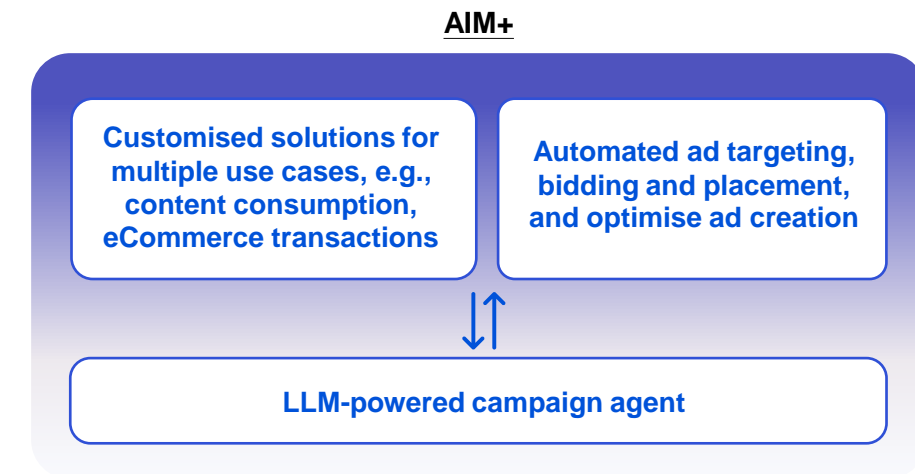 AIM+
Customised solutions for
multiple use cases, e.g.,
content consumption,
eCommerce transactions
Automated ad targeting,
bidding and placement,
and optimise ad creation
LLM-powered campaign agent